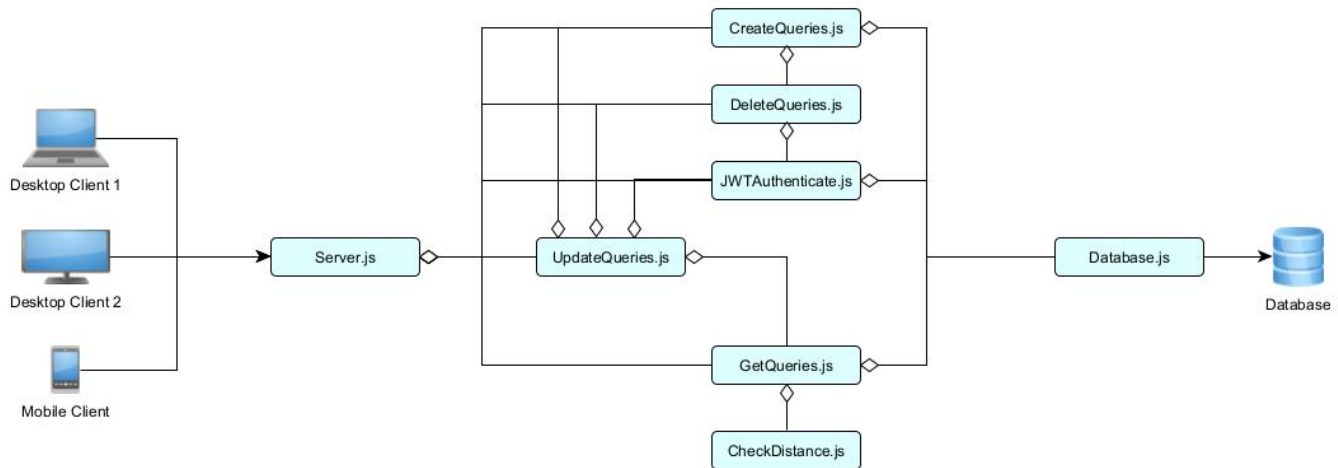 CreateQueries.js
DeleteQueries.js
Desktop Client 1
JWTAuthenticate.js
Server.js
UpdateQueries.js
Database.js
Desktop Client 2
Database
GetQueries.js
Mobile Client
CheckDistance.js